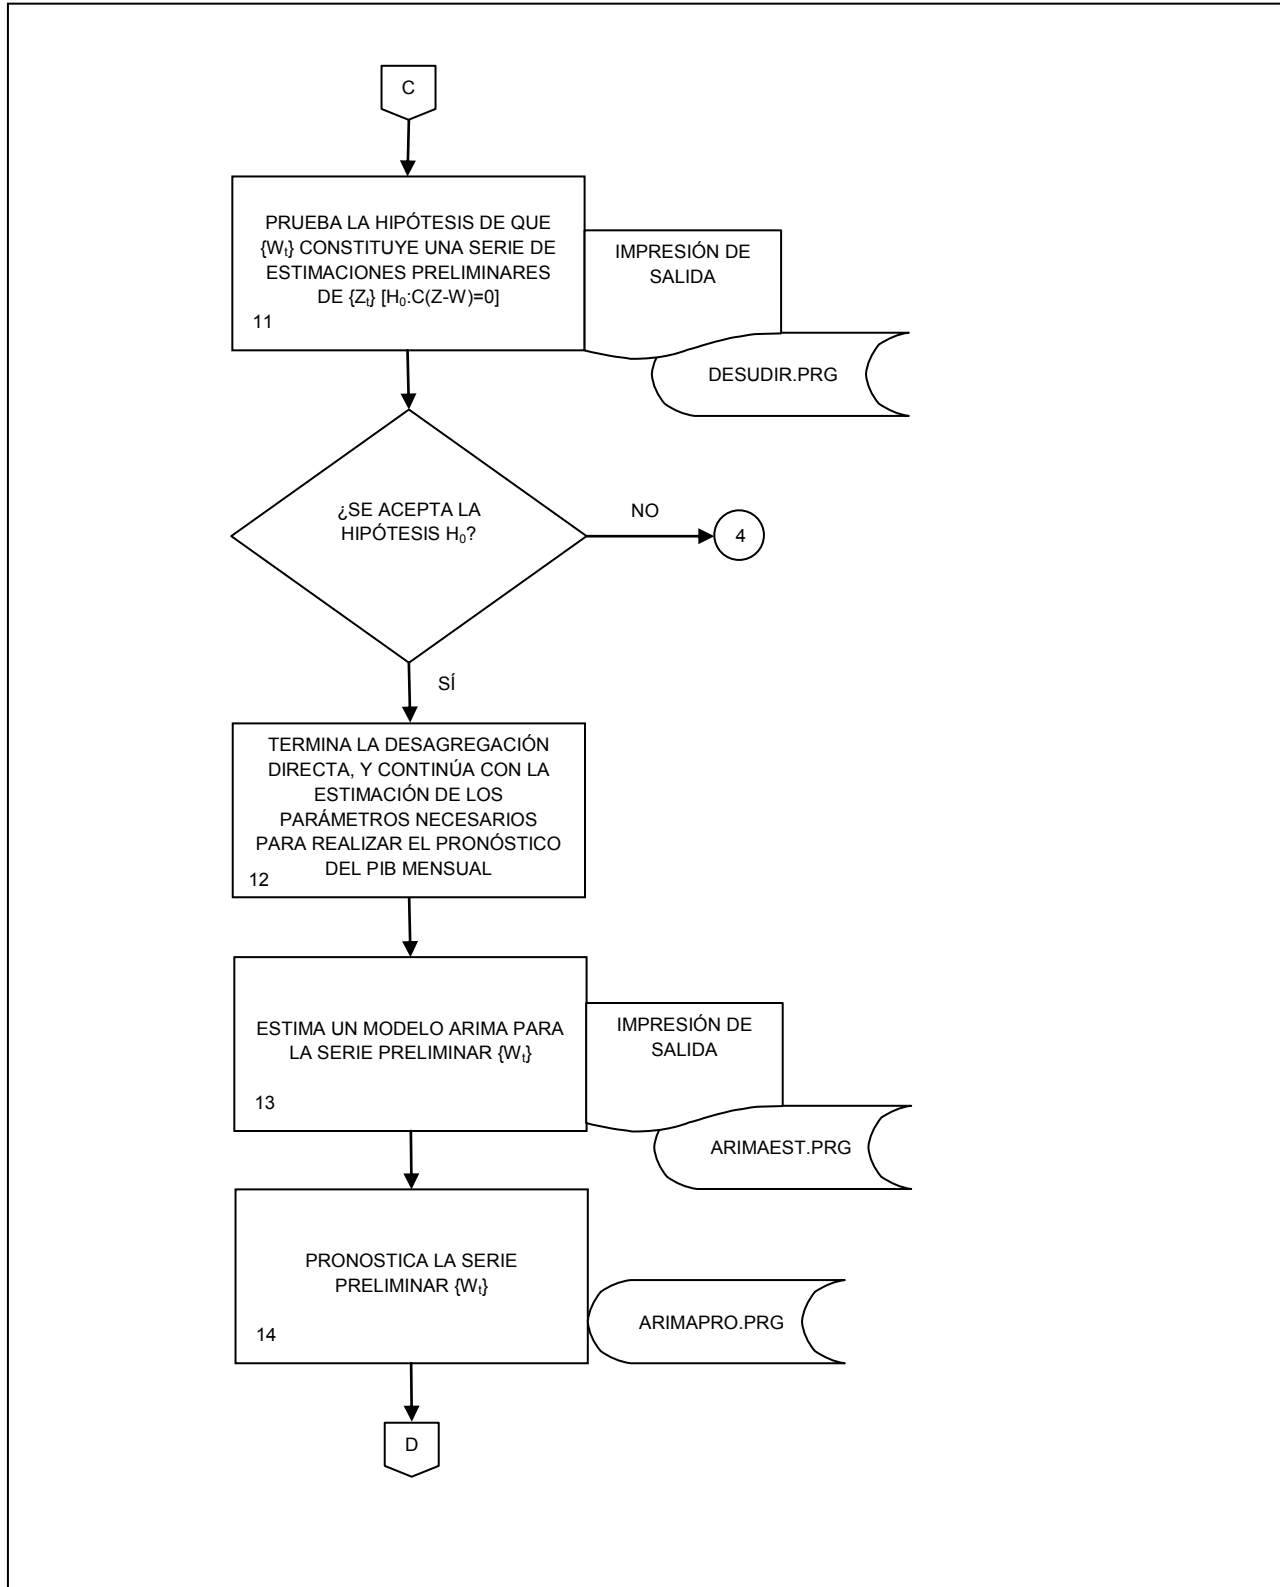 C
PRUEBA LA HIPÓTESIS DE QUE
{Wₜ} CONSTITUYE UNA SERIE DE
ESTIMACIONES PRELIMINARES
DE {Zₜ} [H₀:C(Z-W)=0]
11
IMPRESIÓN DE
SALIDA
DESUDIR.PRG
¿SE ACEPTA LA
HIPÓTESIS H₀?
NO
4
SÍ
TERMINA LA DESAGREGACIÓN
DIRECTA, Y CONTINÚA CON LA
ESTIMACIÓN DE LOS
PARÁMETROS NECESARIOS
PARA REALIZAR EL PRONÓSTICO
DEL PIB MENSUAL
12
ESTIMA UN MODELO ARIMA PARA
LA SERIE PRELIMINAR {Wₜ}
13
IMPRESIÓN DE
SALIDA
ARIMAEST.PRG
PRONOSTICA LA SERIE
PRELIMINAR {Wₜ}
14
ARIMAPRO.PRG
D